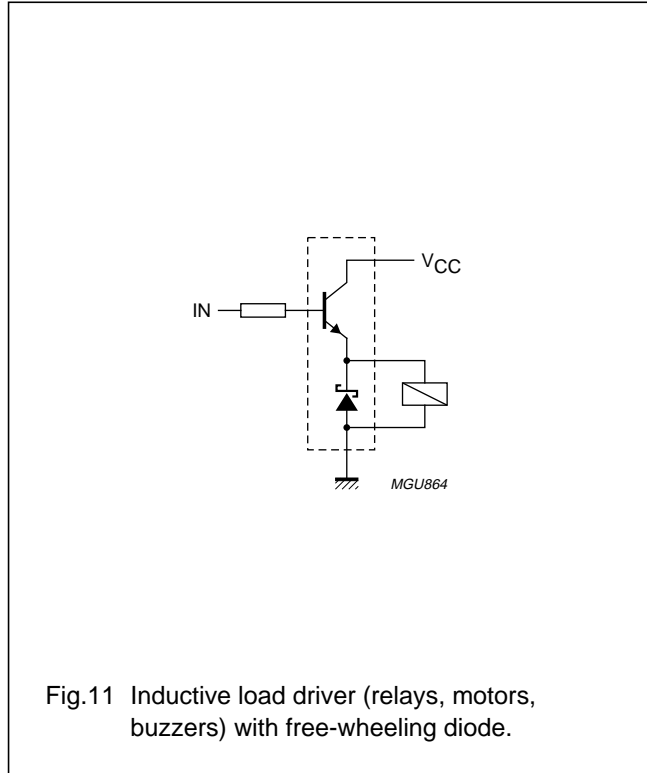 VCC
IN
MGU864
Fig.11 Inductive load driver (relays, motors,
buzzers) with free-wheeling diode.